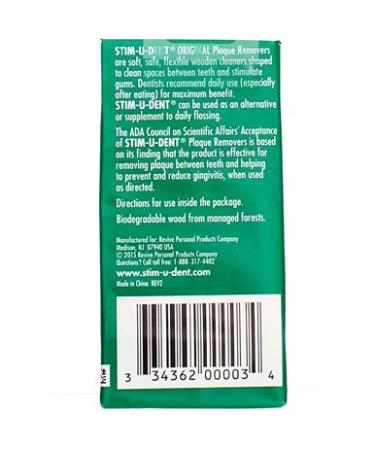 STIM-U-DENT® ORIGINAL Plaque Removers
are soft, safe, flexible wooden cleaners shaped
to clean spaces between teeth and stimulate
gums. Dentists recommend daily use (especially
after eating) for maximum benefit.
STIM-U-DENT® can be used as an alternative
or supplement to daily flossing.
The ADA Council on Scientific Affairs' Acceptance
of STIM-U-DENT® Plaque Removers is based
on its finding that the product is effective for
removing plaque between teeth and helping
to prevent and reduce gingivitis, when used
as directed.
Directions for use inside the package.
Biodegradable wood from managed forests.
Manufactured for: Revive Personal Products Company
Madison, NJ 07940 USA
© 2015 Revive Personal Products Company
Questions? Call toll free: 1-888-317-4402
www.stim-u-dent.com
Made in China REV2
3 34362 00003 4